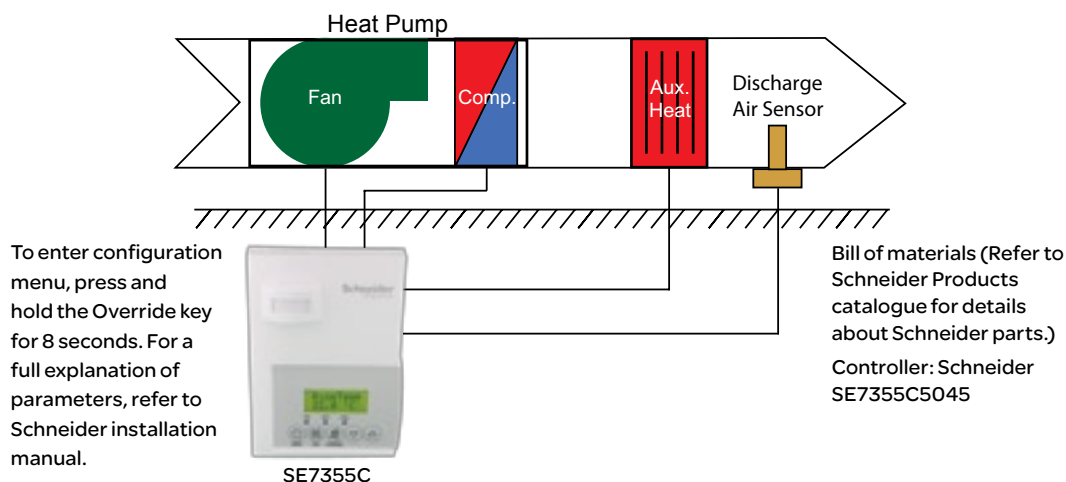 Heat Pump
Fan
Comp.
Aux.
Heat
Discharge
Air Sensor
To enter configuration
menu, press and
hold the Override key
for 8 seconds. For a
full explanation of
parameters, refer to
Schneider installation
manual.
Schneider
SE7355C
Bill of materials (Refer to
Schneider Products
catalogue for details
about Schneider parts.)
Controller: Schneider
SE7355C5045